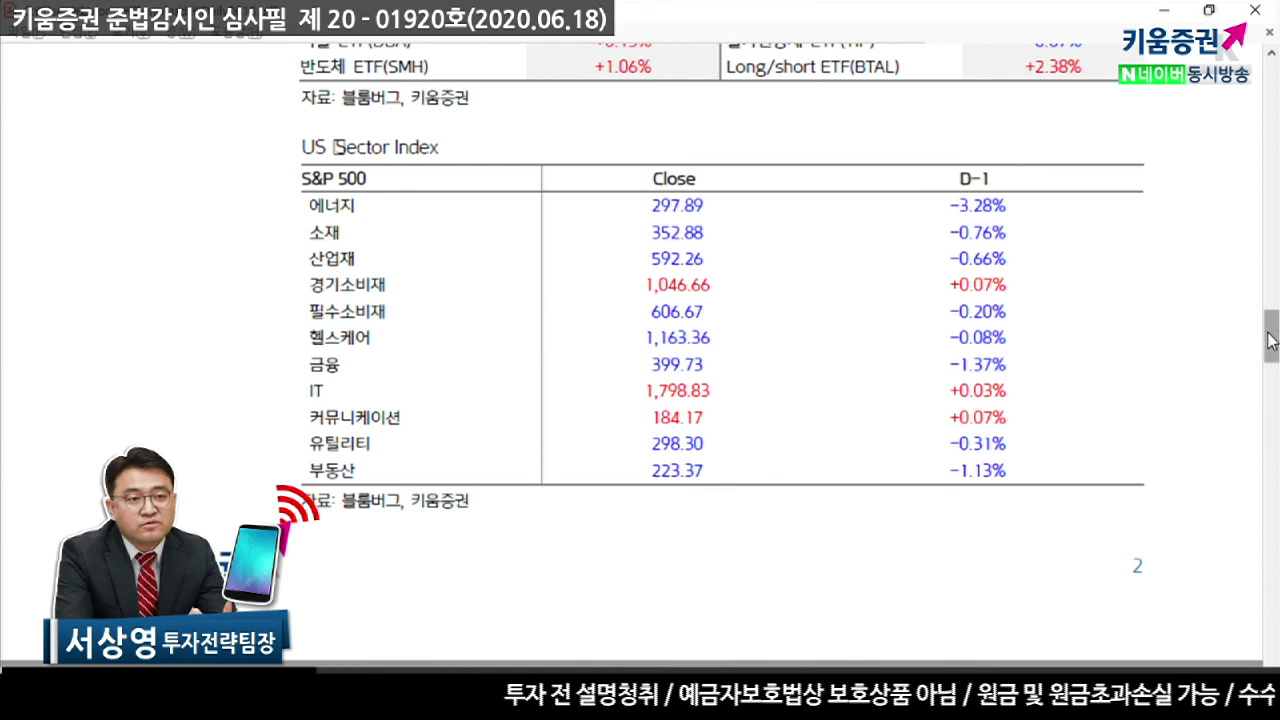 키움증권 준법감시인 심사필 제 20 - 01920호(2020.06.18)
키움증권
N네이버 동시방송
반도체 ETF(SMH) +1.06% Long/short ETF(BTAL) +2.38%
자료: 블룸버그, 키움증권
US Sector Index
S&P 500 Close D-1
에너지 297.89 -3.28%
소재 352.88 -0.76%
산업재 592.26 -0.66%
경기소비재 1,046.66 +0.07%
필수소비재 606.67 -0.20%
헬스케어 1,163.36 -0.08%
금융 399.73 -1.37%
IT 1,798.83 +0.03%
커뮤니케이션 184.17 +0.07%
유틸리티 298.30 -0.31%
부동산 223.37 -1.13%
자료: 블룸버그, 키움증권
2
서상영 투자전략팀장
투자 전 설명청취 / 예금자보호법상 보호상품 아님 / 원금 및 원금초과손실 가능 / 수수